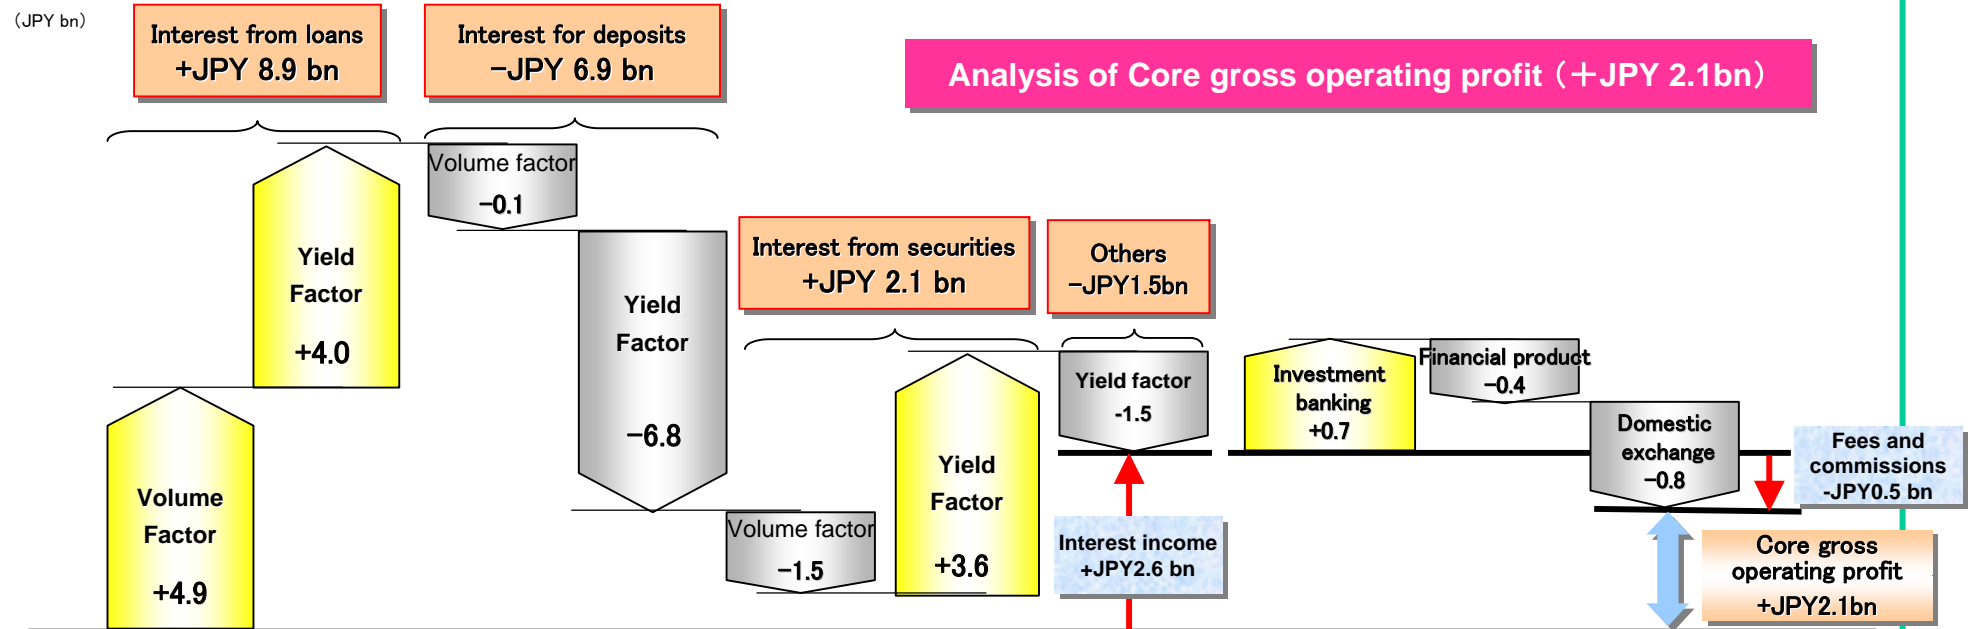 （JPY bn）
Interest from loans
+JPY 8.9 bn
Interest for deposits
−JPY 6.9 bn
Analysis of Core gross operating profit（＋JPY 2.1bn）
Volume
Factor
+4.9
Yield
Factor
+4.0
Volume factor
−0.1
Yield
Factor
−6.8
Interest from securities
+JPY 2.1 bn
Others
−JPY1.5bn
Volume factor
−1.5
Yield
Factor
+3.6
Yield factor
-1.5
Interest income
+JPY2.6 bn
Investment
banking
+0.7
Financial product
−0.4
Domestic
exchange
−0.8
Fees and
commissions
-JPY0.5 bn
Core gross
operating profit
+JPY2.1bn